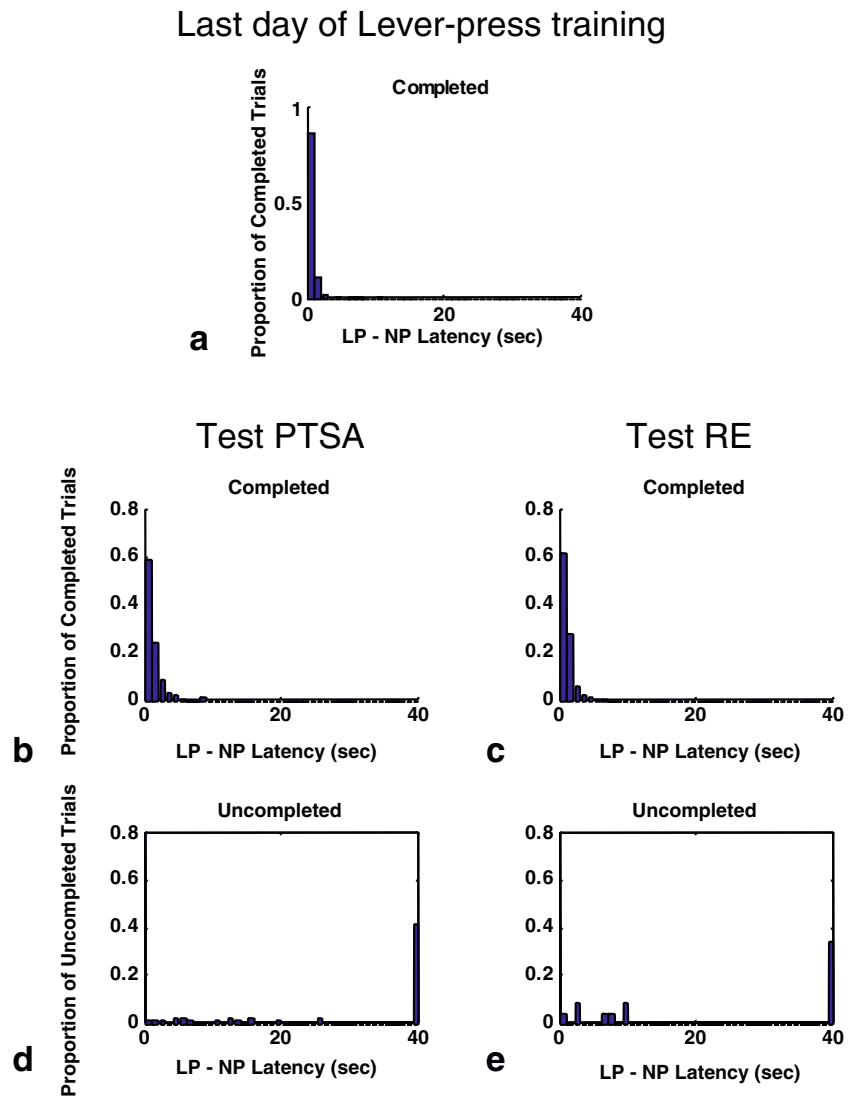 Last day of Lever-press training
Completed
Proportion of Completed Trials
1
0.5
0
0
20
40
LP - NP Latency (sec)
a
Test PTSA
Test RE
Completed
Proportion of Completed Trials
0.8
0.6
0.4
0.2
0
0
20
40
LP - NP Latency (sec)
b
Completed
0.8
0.6
0.4
0.2
0
0
20
40
LP - NP Latency (sec)
c
Uncompleted
Proportion of Uncompleted Trials
0.8
0.6
0.4
0.2
0
0
20
40
LP - NP Latency (sec)
d
Uncompleted
0.8
0.6
0.4
0.2
0
0
20
40
LP - NP Latency (sec)
e